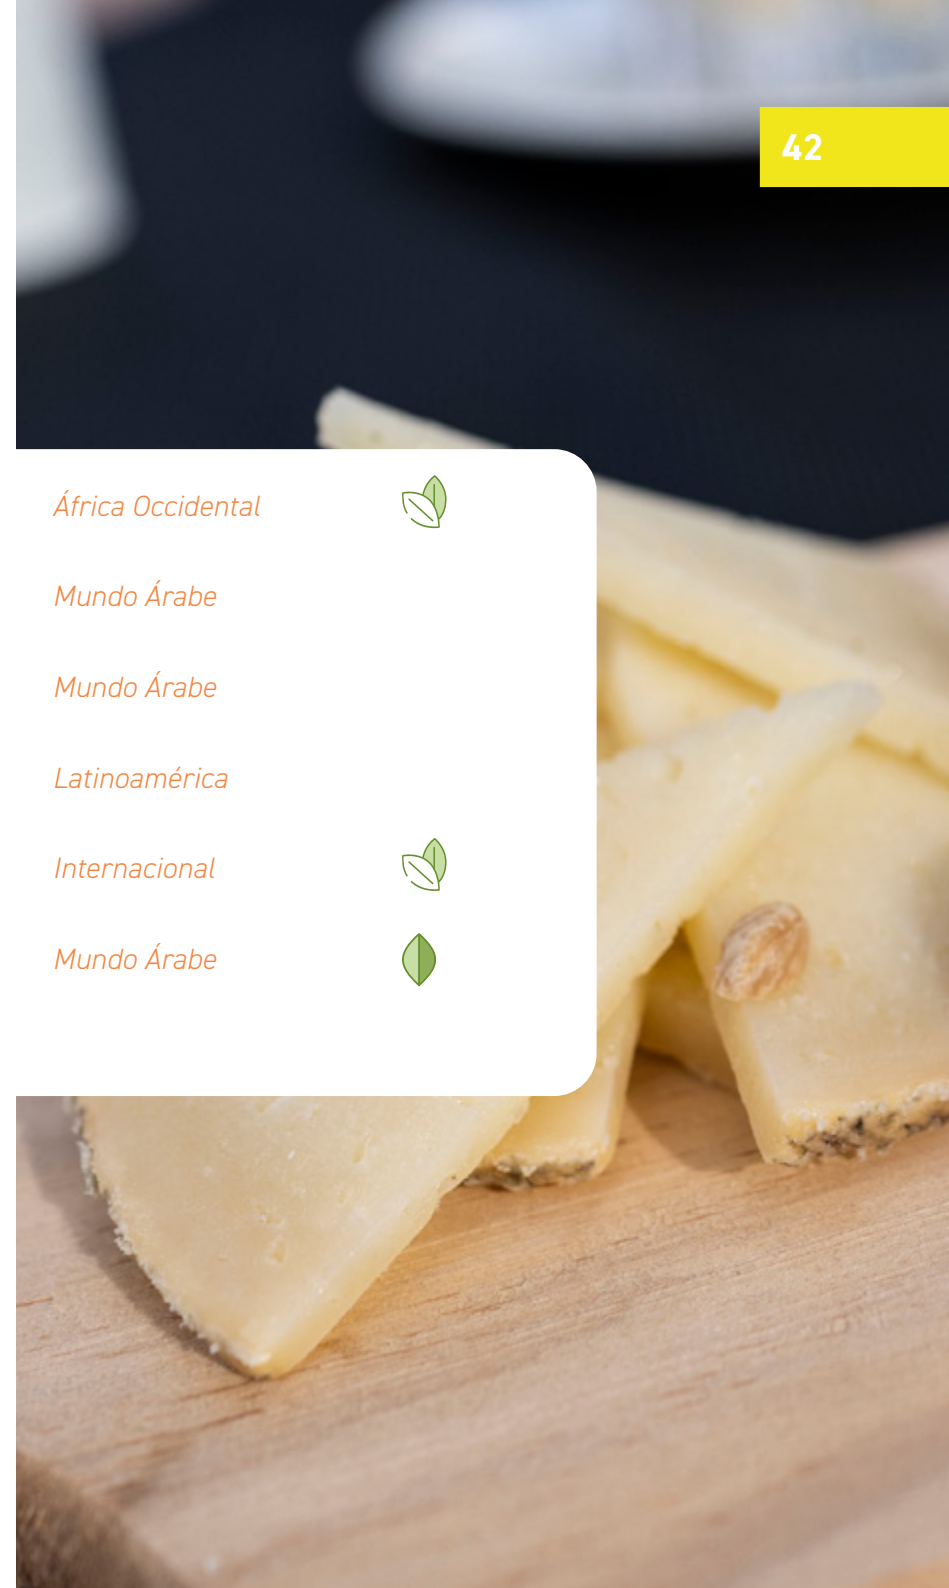 42
África Occidental
Mundo Árabe
Mundo Árabe
Latinoamérica
Internacional
Mundo Árabe